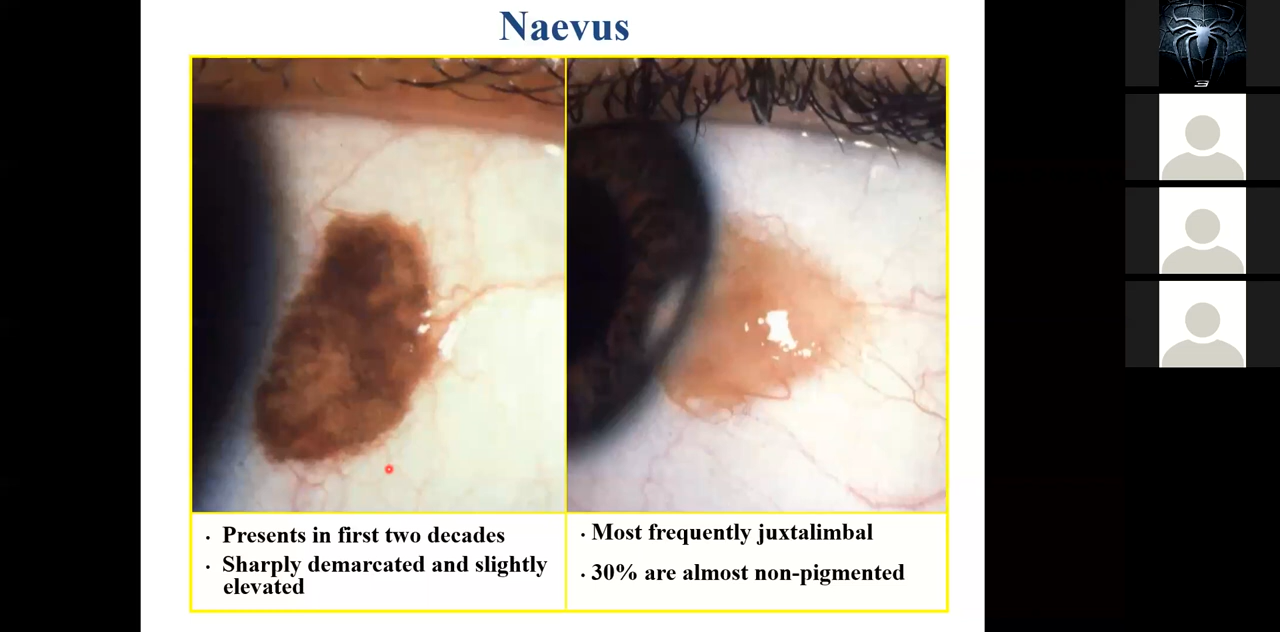 Naevus
· Presents in first two decades
· Sharply demarcated and slightly
elevated
· Most frequently juxtalimbal
· 30% are almost non-pigmented
3